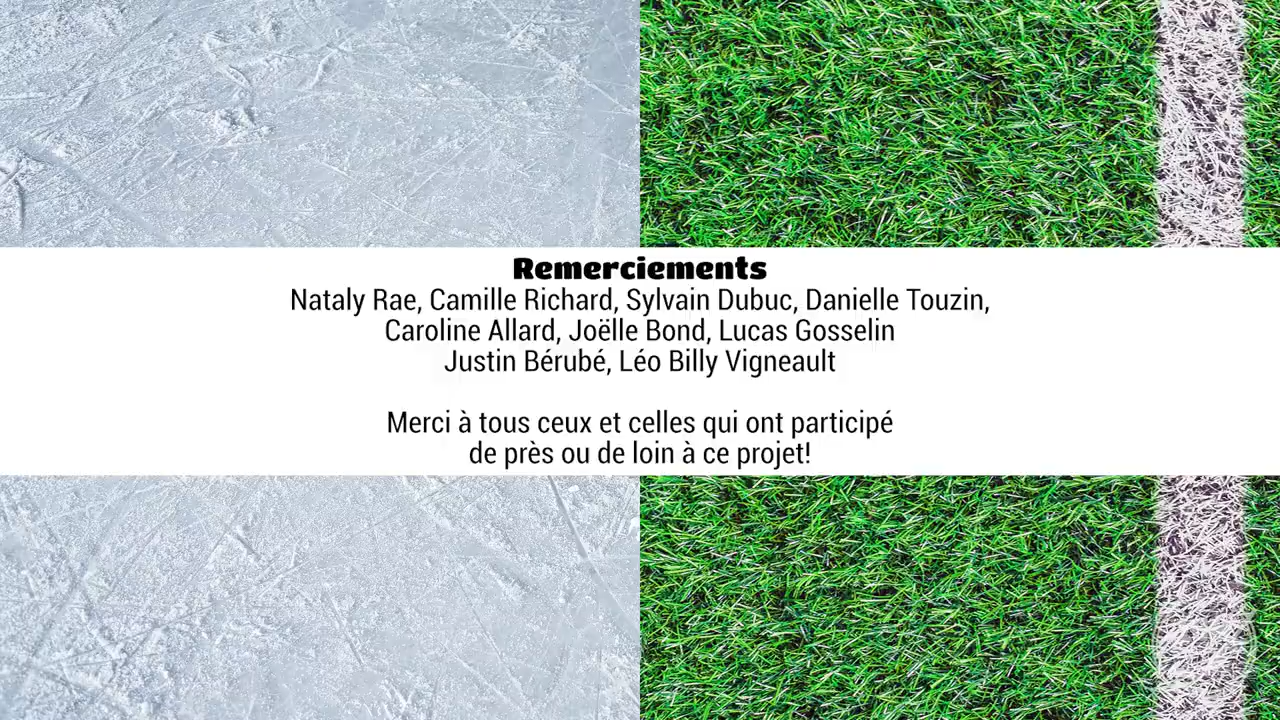 Remerciements
Nataly Rae, Camille Richard, Sylvain Dubuc, Danielle Touzin,
Caroline Allard, Joëlle Bond, Lucas Gosselin
Justin Bérubé, Léo Billy Vigneault
Merci à tous ceux et celles qui ont participé
de près ou de loin à ce projet!